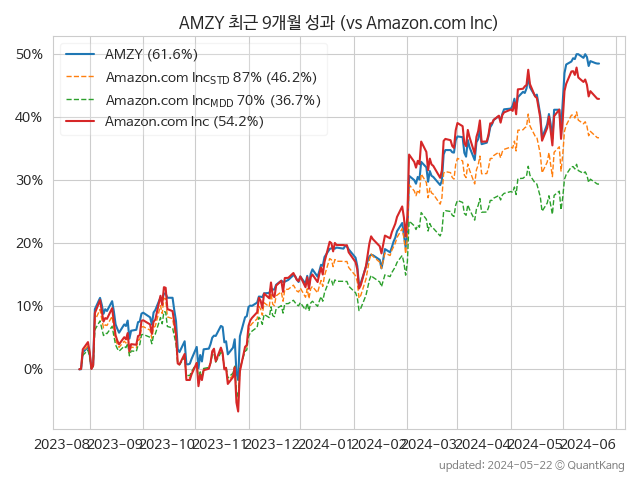 AMZY 최근 9개월 성과 (vs Amazon.com Inc)
AMZY (61.6%)
Amazon.com IncSTD 87% (46.2%)
Amazon.com IncMDD 70% (36.7%)
Amazon.com Inc (54.2%)
50%
40%
30%
20%
10%
0%
2023-08 2023-09 2023-10 2023-11 2023-12 2024-01 2024-02 2024-03 2024-04 2024-05 2024-06
updated: 2024-05-22 © QuantKang